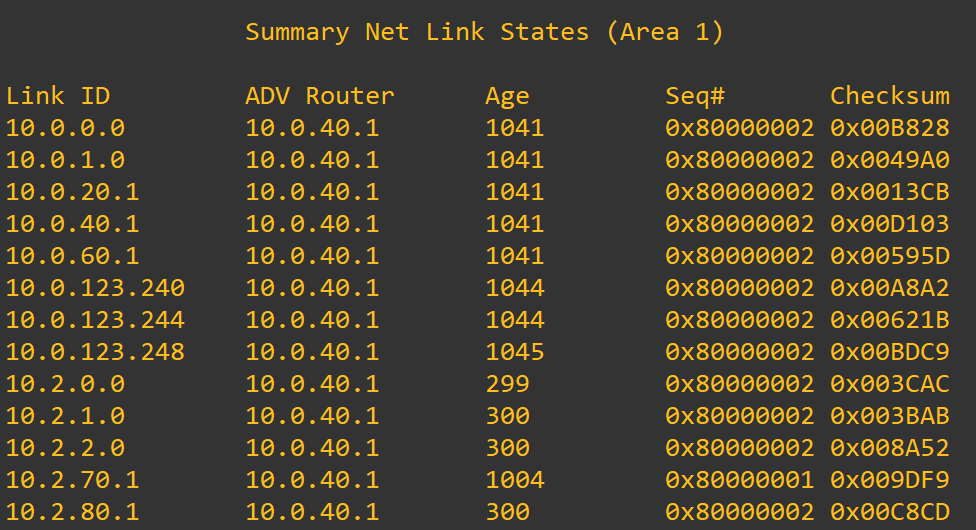 Summary Net Link States (Area 1)
Link ID ADV Router Age Seq# Checksum
10.0.0.0 10.0.40.1 1041 0x80000002 0x00B828
10.0.1.0 10.0.40.1 1041 0x80000002 0x0049A0
10.0.20.1 10.0.40.1 1041 0x80000002 0x0013CB
10.0.40.1 10.0.40.1 1041 0x80000002 0x00D103
10.0.60.1 10.0.40.1 1041 0x80000002 0x00595D
10.0.123.240 10.0.40.1 1044 0x80000002 0x00A8A2
10.0.123.244 10.0.40.1 1044 0x80000002 0x00621B
10.0.123.248 10.0.40.1 1045 0x80000002 0x00BDC9
10.2.0.0 10.0.40.1 299 0x80000002 0x003CAC
10.2.1.0 10.0.40.1 300 0x80000002 0x003BAB
10.2.2.0 10.0.40.1 300 0x80000002 0x008A52
10.2.70.1 10.0.40.1 1004 0x80000001 0x009DF9
10.2.80.1 10.0.40.1 300 0x80000002 0x00C8CD